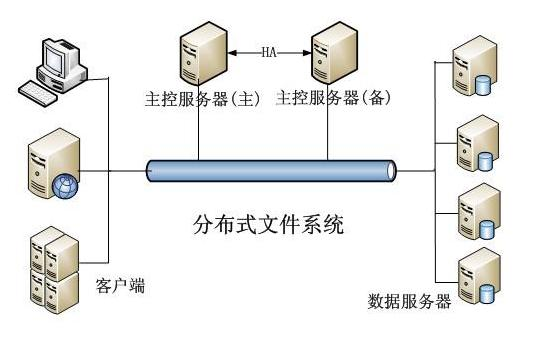 HA
主控服务器(主)
主控服务器(备)
分布式文件系统
客户端
数据服务器